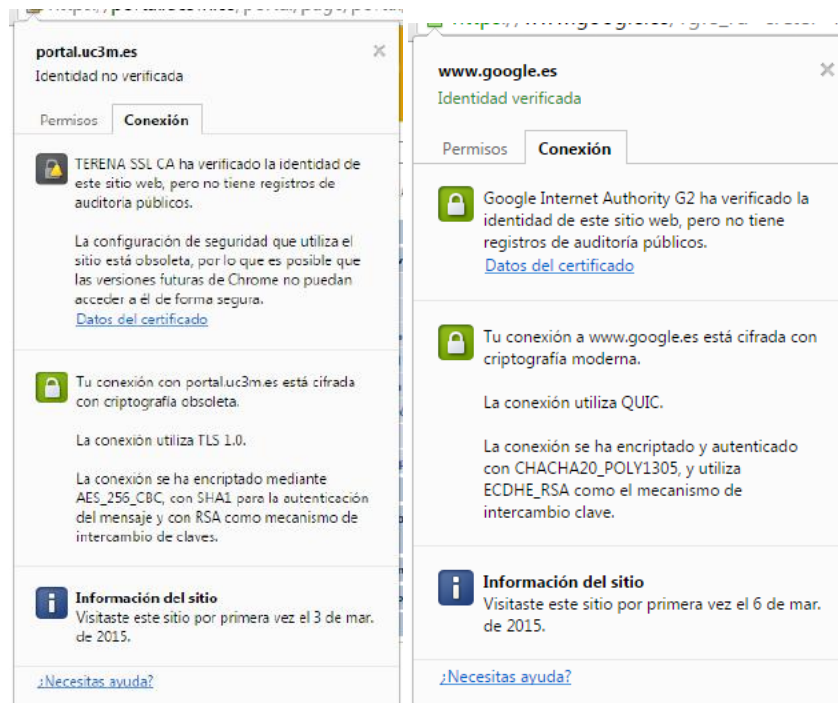 portal.uc3m.es
Identidad no verificada
Permisos Conexión
TERENA SSL CA ha verificado la identidad de
este sitio web, pero no tiene registros de
auditoría públicos.
La configuración de seguridad que utiliza el
sitio está obsoleta, por lo que es posible que
las versiones futuras de Chrome no puedan
acceder a él de forma segura.
Datos del certificado
Tu conexión con portal.uc3m.es está cifrada
con criptografía obsoleta.
La conexión utiliza TLS 1.0.
La conexión se ha encriptado mediante
AES_256_CBC, con SHA1 para la autenticación
del mensaje y con RSA como mecanismo de
intercambio de claves.
Información del sitio
Visitaste este sitio por primera vez el 3 de mar.
de 2015.
¿Necesitas ayuda?
www.google.es
Identidad verificada
Permisos Conexión
Google Internet Authority G2 ha verificado la
identidad de este sitio web, pero no tiene
registros de auditoría públicos.
Datos del certificado
Tu conexión a www.google.es está cifrada con
criptografía moderna.
La conexión utiliza QUIC.
La conexión se ha encriptado y autenticado
con CHACHA20_POLY1305, y utiliza
ECDHE_RSA como el mecanismo de
intercambio clave.
Información del sitio
Visitaste este sitio por primera vez el 6 de mar.
de 2015.
¿Necesitas ayuda?